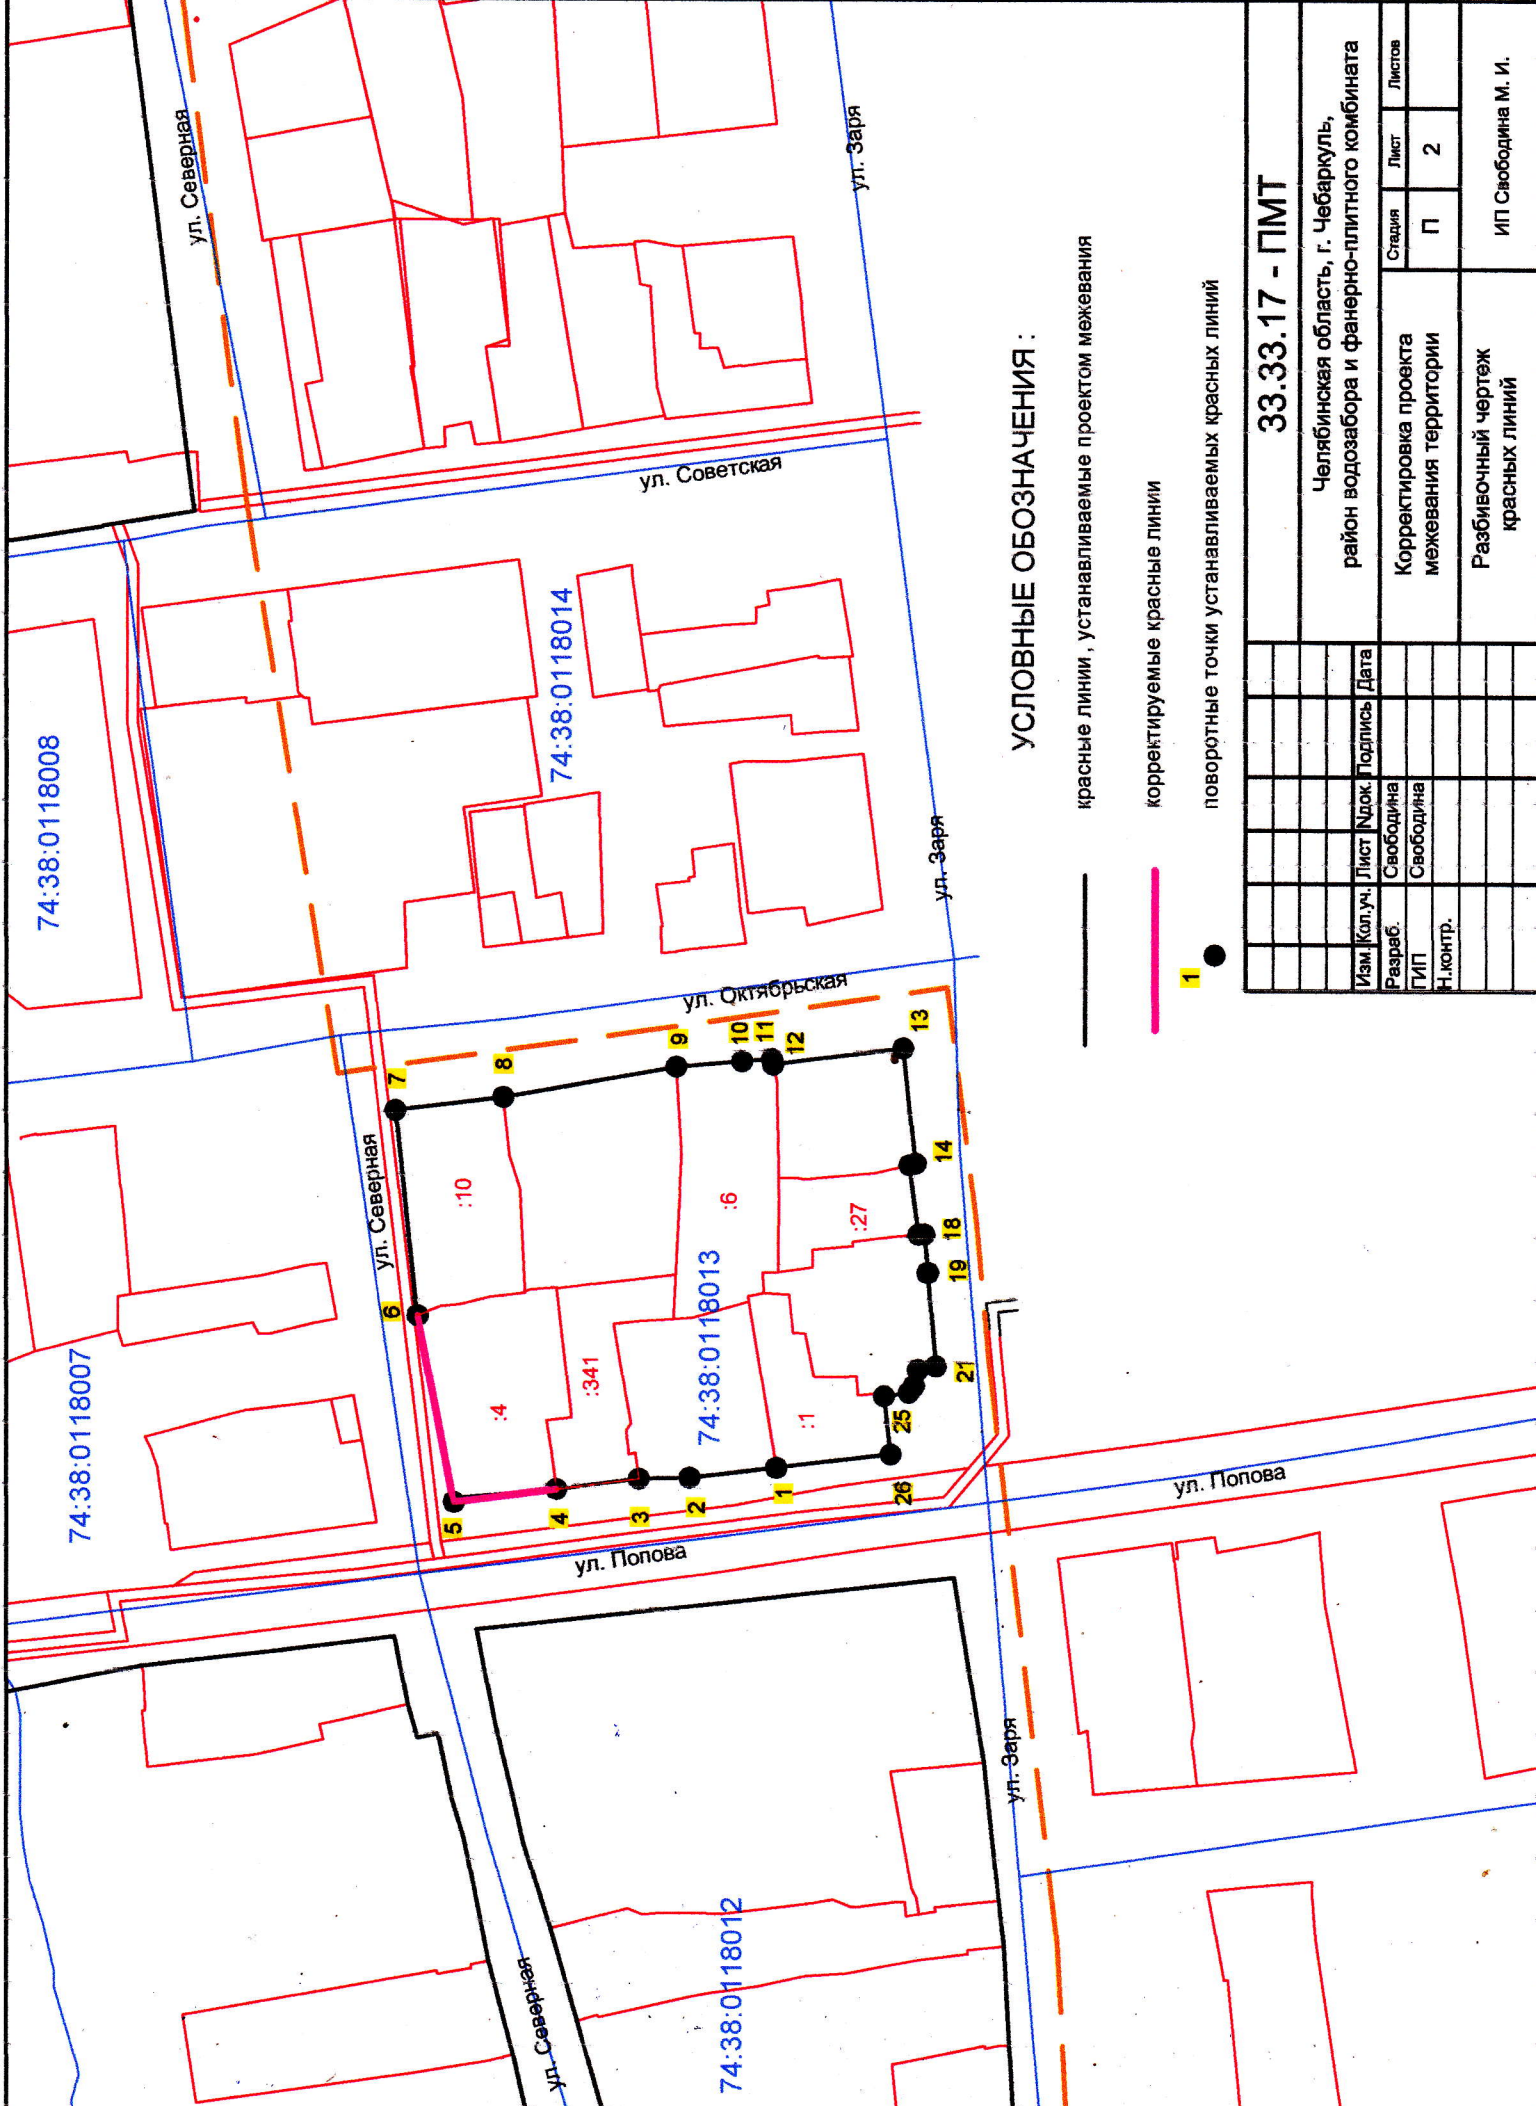 74:38:0118007
74:38:0118008
ул. Северная
ул. Северная
ул. Северная
5
6
7
8
:10
:4
4
3
:341
2
1
:1
74:38:0118013
:6
9
10
11
12
13
:27
14
18
19
21
25
26
ул. Попова
ул. Попова
ул. Октябрьская
74:38:0118014
ул. Советская
ул. Заря
ул. Заря
ул. Заря
74:38:0118012
УСЛОВНЫЕ ОБОЗНАЧЕНИЯ :
красные линии , устанавливаемые проектом межевания
корректируемые красные линии
1
поворотные точки устанавливаемых красных линий
33.33.17 - ПМТ
Челябинская область, г. Чебаркуль,
район водозабора и фанерно-плитного комбината
Изм. Кол.уч. Лист Nдок. Подпись Дата
Разраб. Свободина
ГИП Свободина
Н.контр.
Корректировка проекта
межевания территории
Стадия Лист Листов
П 2
Разбивочный чертеж
красных линий
ИП Свободина М. И.